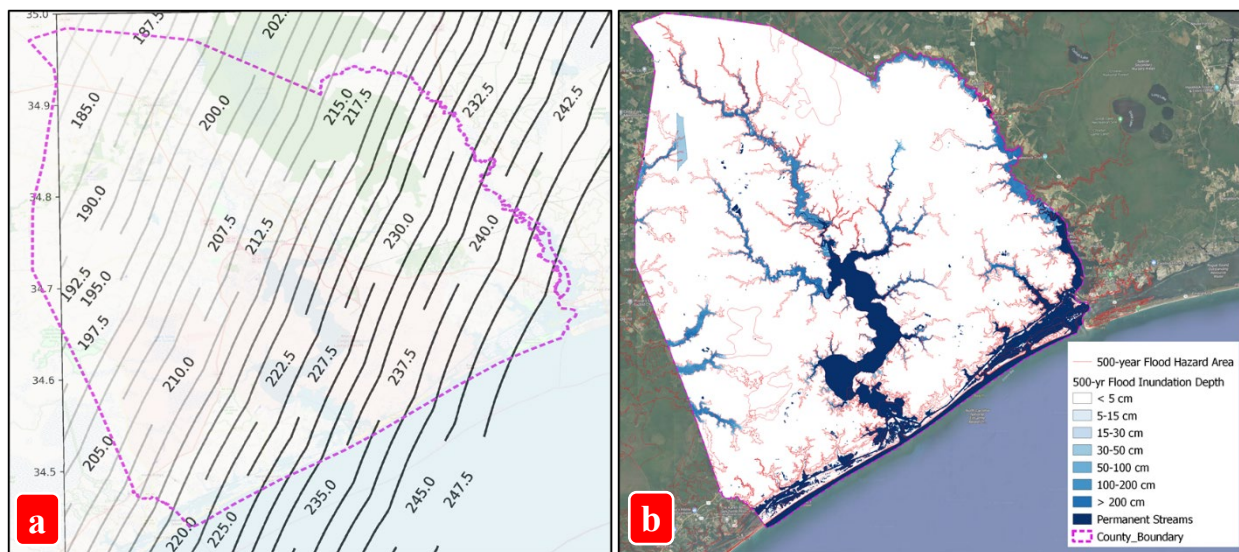 35.0
187.5
202.
34.9
185.0
200.0
215.0
217.5
232.5
242.5
34.8
190.0
207.5
212.5
230.0
240.0
34.7
192.5
195.0
197.5
34.6
210.0
222.5
227.5
237.5
34.5
205.0
220.0
225.0
235.0
245.0
247.5
a
b
500-year Flood Hazard Area
500-yr Flood Inundation Depth
< 5 cm
5-15 cm
15-30 cm
30-50 cm
50-100 cm
100-200 cm
> 200 cm
Permanent Streams
County_Boundary